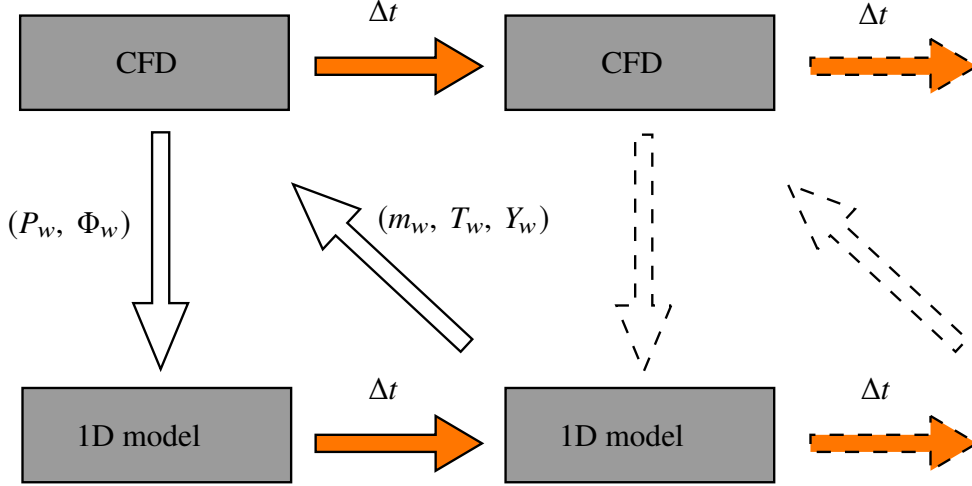 Δt Δt
CFD CFD
(P_w, Φ_w) (m_w, T_w, Y_w)
Δt Δt
1D model 1D model